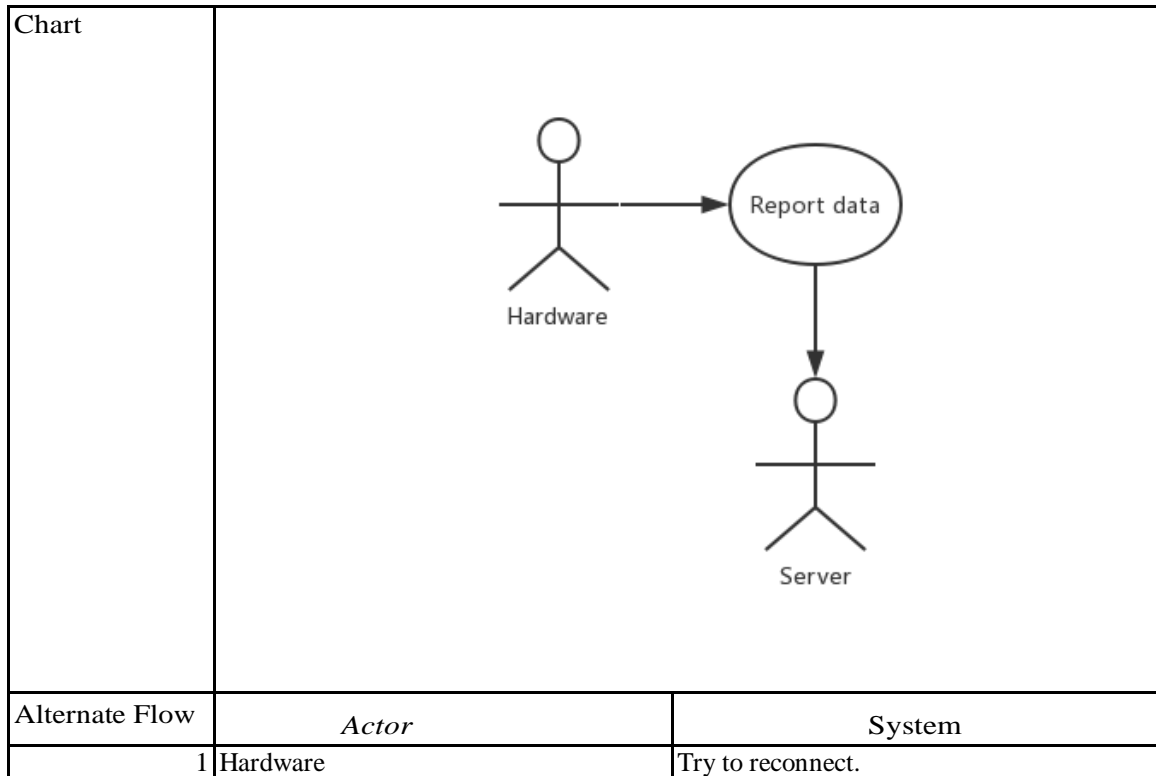 Chart
Report data
Hardware
Server
Alternate Flow Actor System
1 Hardware Try to reconnect.